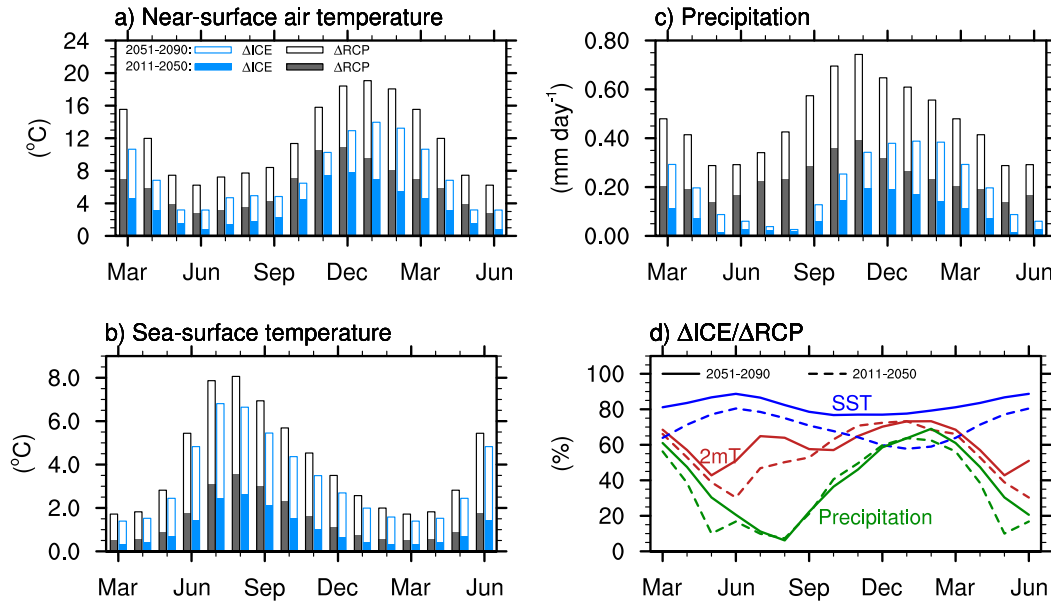 a) Near-surface air temperature
24
20
16
12
8
4
0
(°C)
2051-2090: ΔICE ΔRCP
2011-2050: ΔICE ΔRCP
Mar Jun Sep Dec Mar Jun
c) Precipitation
0.80
0.60
0.40
0.20
0.00
(mm day⁻¹)
Mar Jun Sep Dec Mar Jun
b) Sea-surface temperature
8.0
6.0
4.0
2.0
0.0
(°C)
Mar Jun Sep Dec Mar Jun
d) ΔICE/ΔRCP
100
80
60
40
20
0
(%)
2051-2090 2011-2050
SST
2mT
Precipitation
Mar Jun Sep Dec Mar Jun